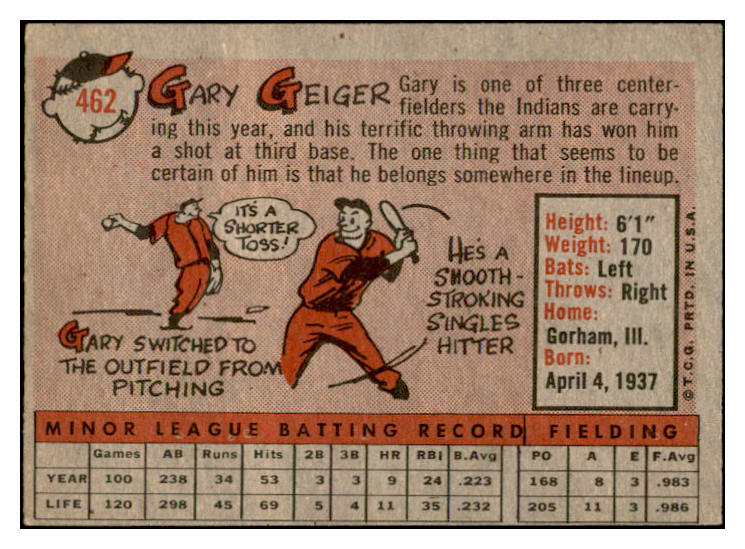 462
GARY GEIGER
Gary is one of three center-
fielders the Indians are carry-
ing this year, and his terrific throwing arm has won him
a shot at third base. The one thing that seems to be
certain of him is that he belongs somewhere in the lineup.
IT'S A
SHORTER
TOSS!
GARY SWITCHED TO
THE OUTFIELD FROM
PITCHING
HE'S A
SMOOTH-
STROKING
SINGLES
HITTER
Height: 6'1"
Weight: 170
Bats: Left
Throws: Right
Home:
Gorham, Ill.
Born:
April 4, 1937
© T.C.G. PRTD. IN U.S.A.
MINOR LEAGUE BATTING RECORD FIELDING
Games AB Runs Hits 2B 3B HR RBI B.Avg PO A E F.Avg
YEAR 100 238 34 53 3 3 9 24 .223 168 8 3 .983
LIFE 120 298 45 69 5 4 11 35 .232 205 11 3 .986